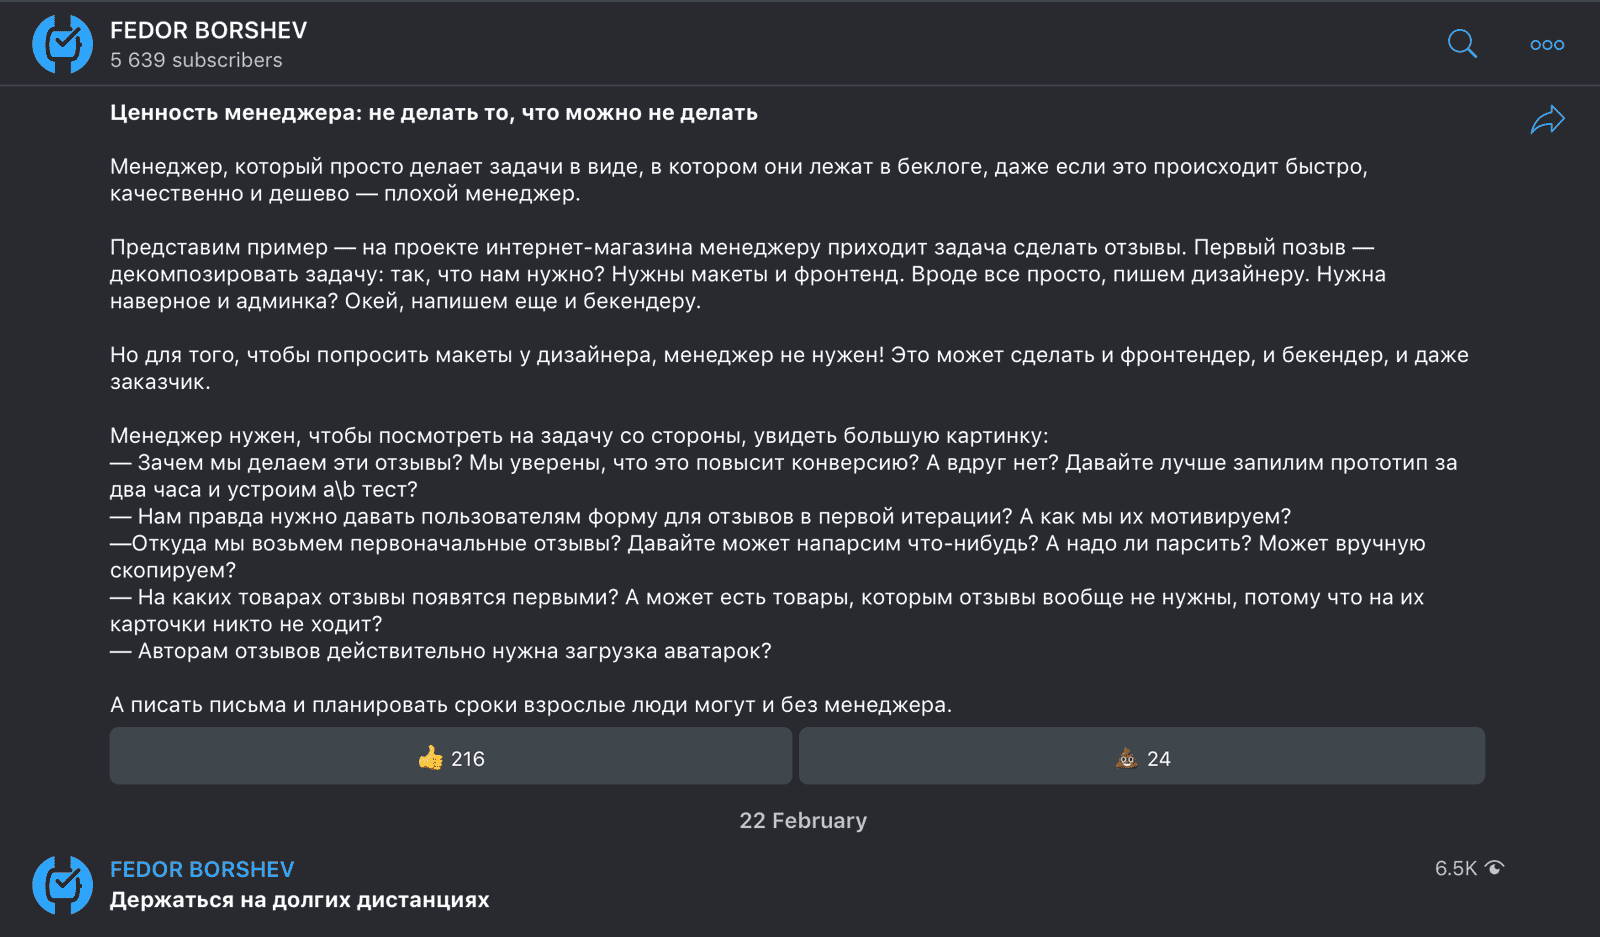 FEDOR BORSHEV
5 639 subscribers
Ценность менеджера: не делать то, что можно не делать
Менеджер, который просто делает задачи в виде, в котором они лежат в беклоге, даже если это происходит быстро,
качественно и дешево — плохой менеджер.
Представим пример — на проекте интернет-магазина менеджеру приходит задача сделать отзывы. Первый позыв —
декомпозировать задачу: так, что нам нужно? Нужны макеты и фронтенд. Вроде все просто, пишем дизайнеру. Нужна
наверное и админка? Окей, напишем еще и бекендеру.
Но для того, чтобы попросить макеты у дизайнера, менеджер не нужен! Это может сделать и фронтендер, и бекендер, и даже
заказчик.
Менеджер нужен, чтобы посмотреть на задачу со стороны, увидеть большую картинку:
— Зачем мы делаем эти отзывы? Мы уверены, что это повысит конверсию? А вдруг нет? Давайте лучше запилим прототип за
два часа и устроим a\b тест?
— Нам правда нужно давать пользователям форму для отзывов в первой итерации? А как мы их мотивируем?
—Откуда мы возьмем первоначальные отзывы? Давайте может напарсим что-нибудь? А надо ли парсить? Может вручную
скопируем?
— На каких товарах отзывы появятся первыми? А может есть товары, которым отзывы вообще не нужны, потому что на их
карточки никто не ходит?
— Авторам отзывов действительно нужна загрузка аватарок?
А писать письма и планировать сроки взрослые люди могут и без менеджера.
👍 216
💩 24
22 February
FEDOR BORSHEV
6.5K
Держаться на долгих дистанциях